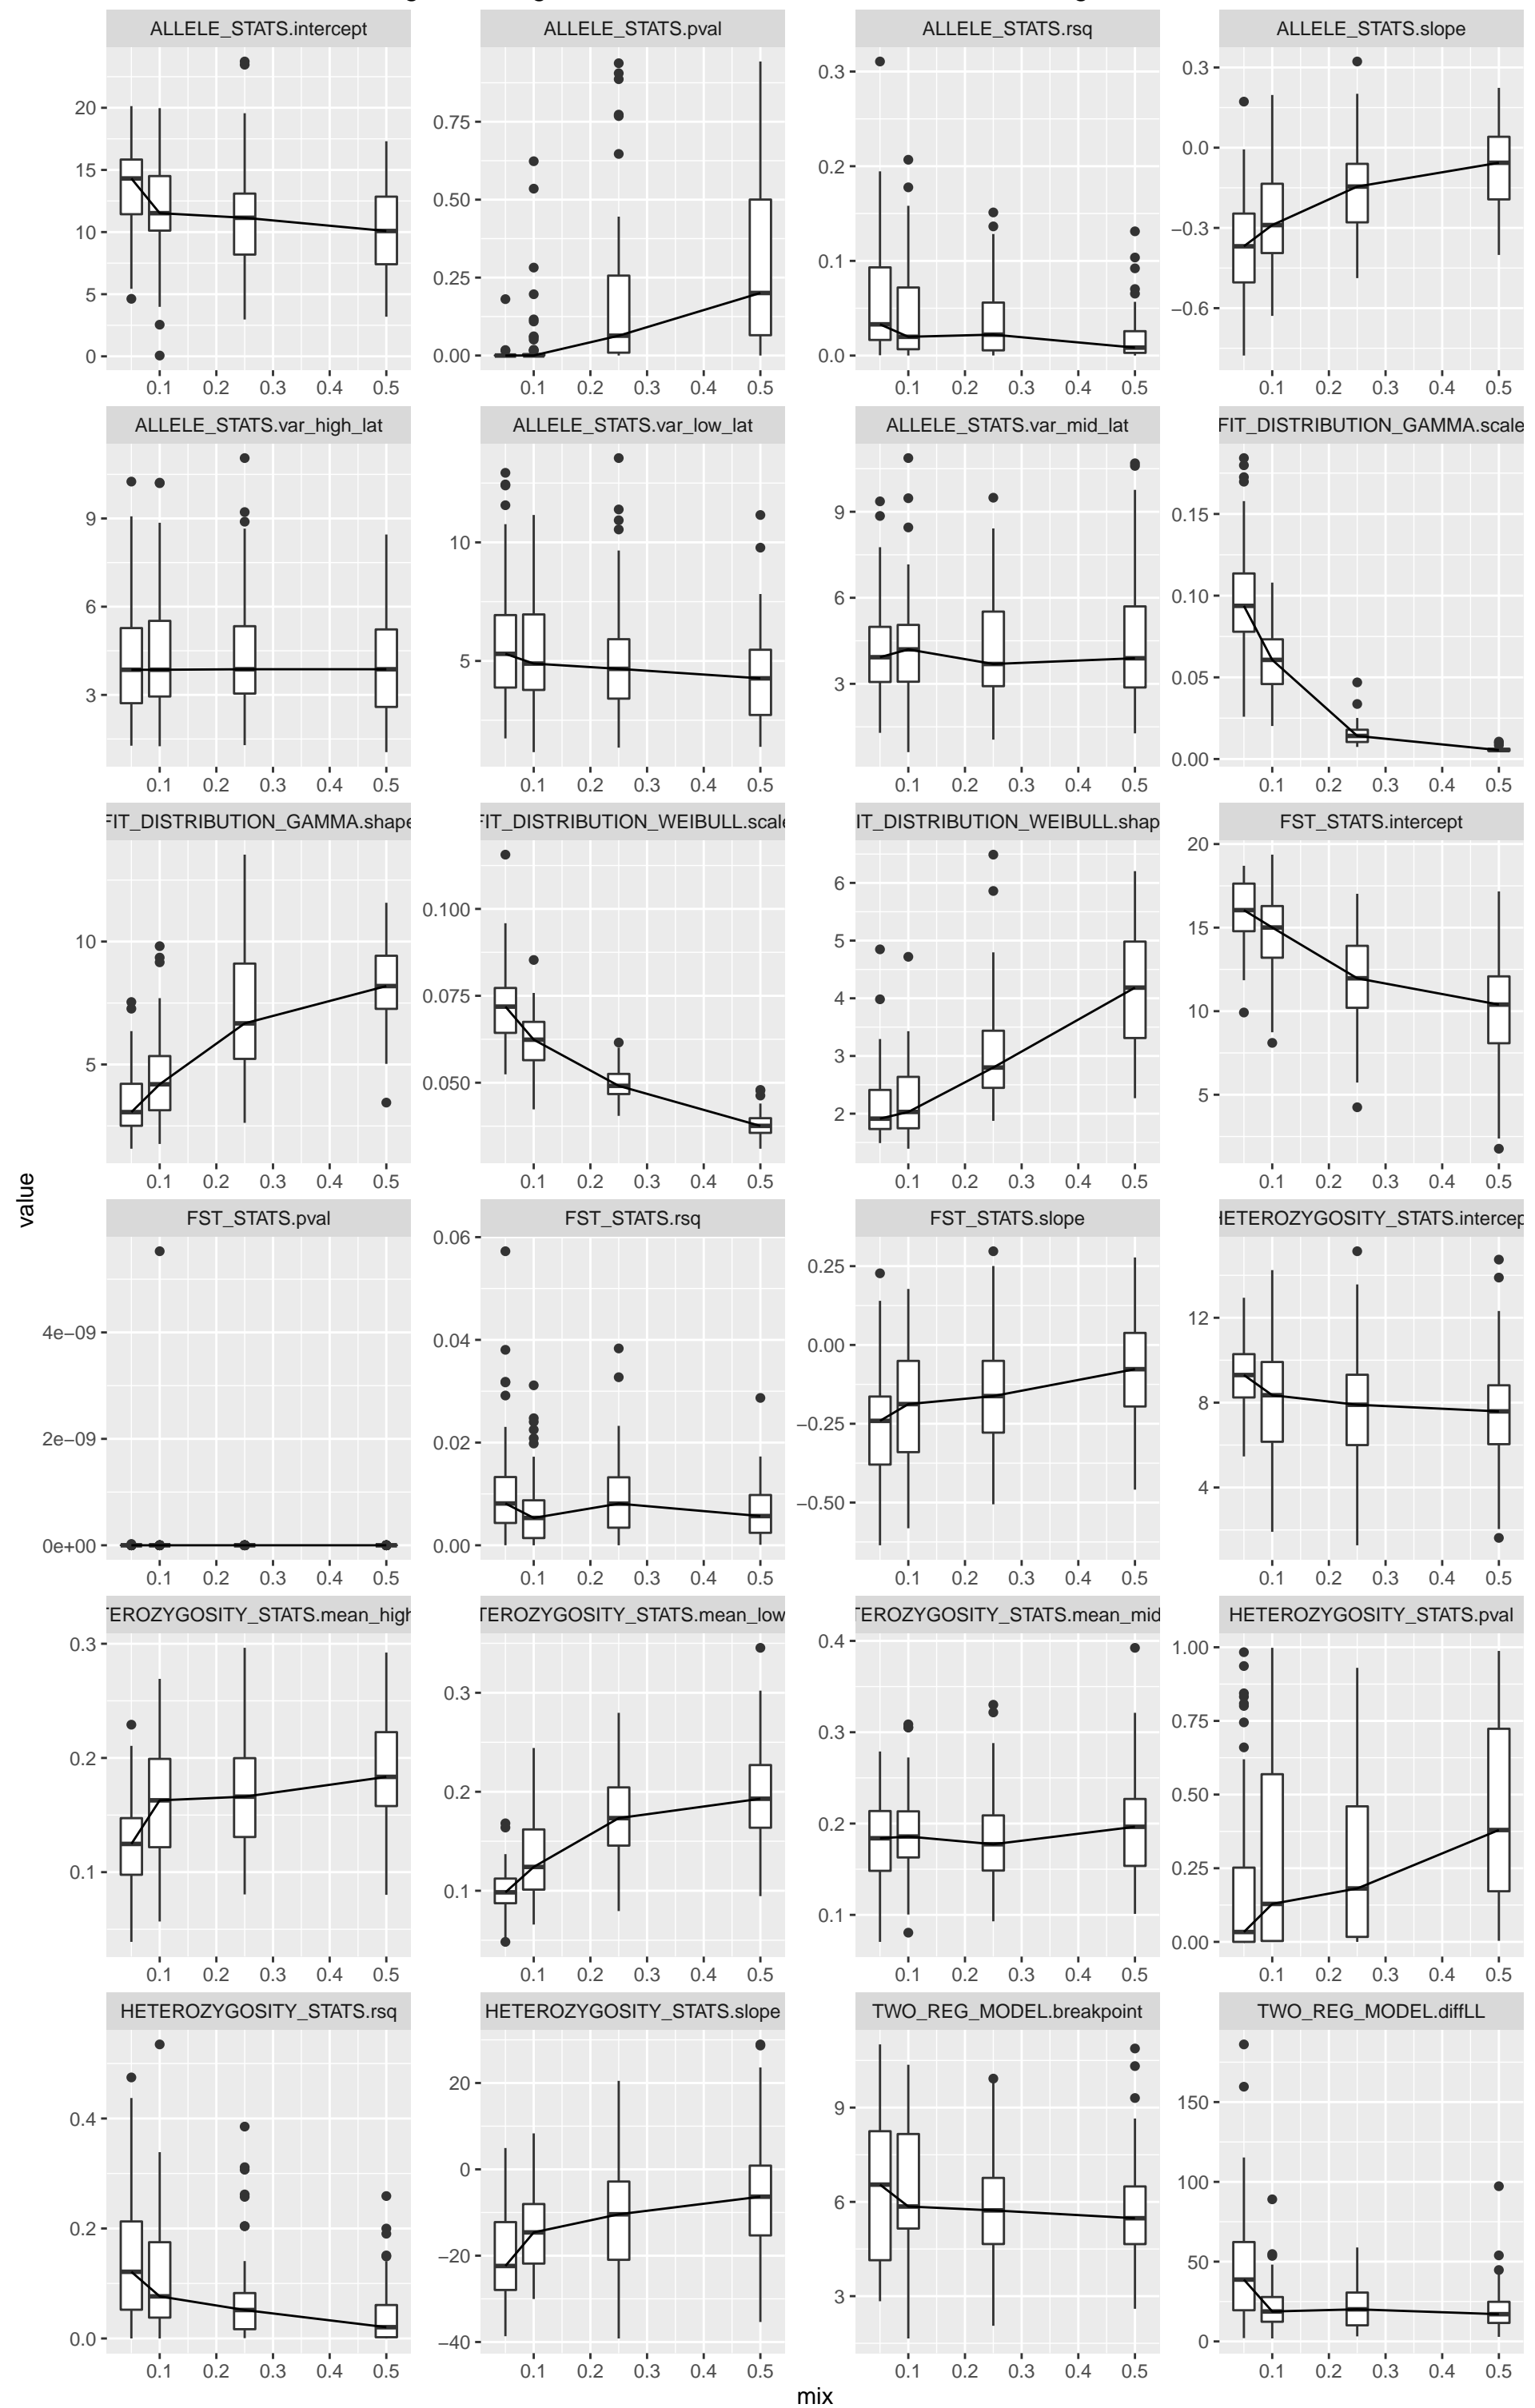 ALLELE_STATS.intercept ALLELE_STATS.pval ALLELE_STATS.rsq ALLELE_STATS.slope
20 15 10 5 0
0.75 0.50 0.25 0.00
0.3 0.2 0.1 0.0
0.3 0.0 −0.3 −0.6
0.1 0.2 0.3 0.4 0.5 0.1 0.2 0.3 0.4 0.5 0.1 0.2 0.3 0.4 0.5 0.1 0.2 0.3 0.4 0.5
ALLELE_STATS.var_high_lat ALLELE_STATS.var_low_lat ALLELE_STATS.var_mid_lat FIT_DISTRIBUTION_GAMMA.scale
9 6 3
10 5
9 6 3
0.15 0.10 0.05 0.00
0.1 0.2 0.3 0.4 0.5 0.1 0.2 0.3 0.4 0.5 0.1 0.2 0.3 0.4 0.5 0.1 0.2 0.3 0.4 0.5
FIT_DISTRIBUTION_GAMMA.shape FIT_DISTRIBUTION_WEIBULL.scale IT_DISTRIBUTION_WEIBULL.shap FST_STATS.intercept
10 5
0.100 0.075 0.050
6 5 4 3 2
20 15 10 5
0.1 0.2 0.3 0.4 0.5 0.1 0.2 0.3 0.4 0.5 0.1 0.2 0.3 0.4 0.5 0.1 0.2 0.3 0.4 0.5
value
FST_STATS.pval FST_STATS.rsq FST_STATS.slope HETEROZYGOSITY_STATS.intercep
4e−09 2e−09 0e+00
0.06 0.04 0.02 0.00
0.25 0.00 −0.25 −0.50
12 8 4
0.1 0.2 0.3 0.4 0.5 0.1 0.2 0.3 0.4 0.5 0.1 0.2 0.3 0.4 0.5 0.1 0.2 0.3 0.4 0.5
TEROZYGOSITY_STATS.mean_high TEROZYGOSITY_STATS.mean_low TEROZYGOSITY_STATS.mean_mid HETEROZYGOSITY_STATS.pval
0.3 0.2 0.1
0.3 0.2 0.1
0.4 0.3 0.2 0.1
1.00 0.75 0.50 0.25 0.00
0.1 0.2 0.3 0.4 0.5 0.1 0.2 0.3 0.4 0.5 0.1 0.2 0.3 0.4 0.5 0.1 0.2 0.3 0.4 0.5
HETEROZYGOSITY_STATS.rsq HETEROZYGOSITY_STATS.slope TWO_REG_MODEL.breakpoint TWO_REG_MODEL.diffLL
0.4 0.2 0.0
20 0 −20 −40
9 6 3
150 100 50 0
0.1 0.2 0.3 0.4 0.5 0.1 0.2 0.3 0.4 0.5 0.1 0.2 0.3 0.4 0.5 0.1 0.2 0.3 0.4 0.5
mix